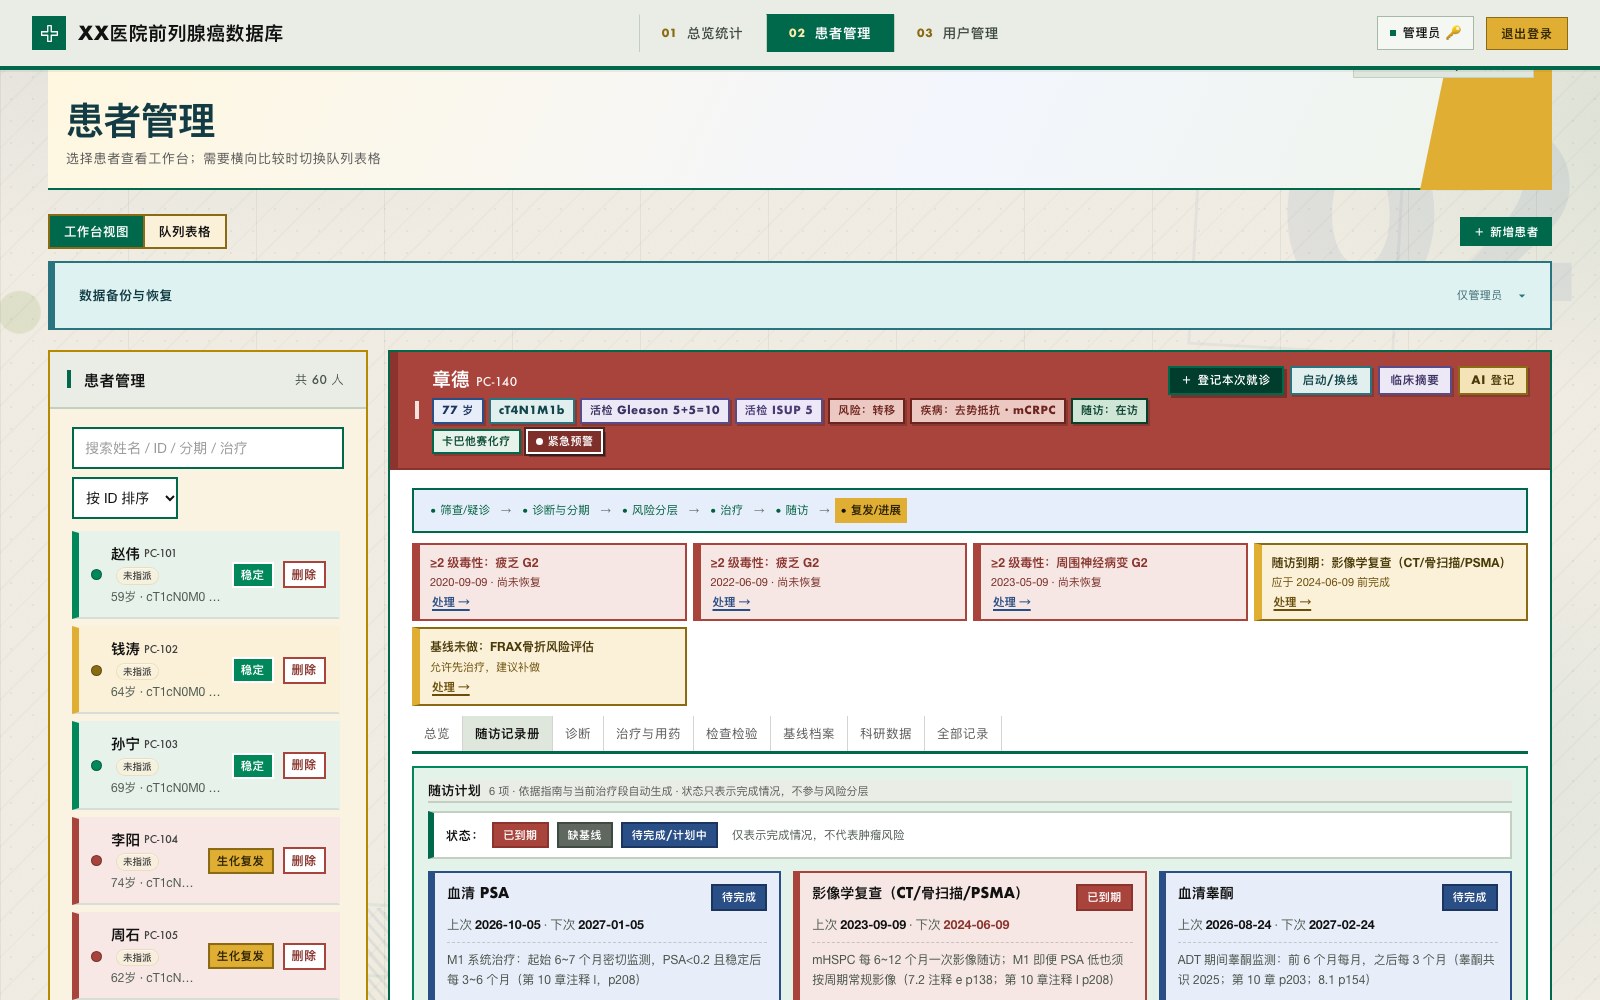 XX医院前列腺癌数据库
01 总览统计
02 患者管理
03 用户管理
管理员 🔑
退出登录
患者管理
选择患者查看工作台；需要横向比较时切换队列表格
工作台视图 队列表格
+ 新增患者
数据备份与恢复
仅管理员
患者管理
共 60 人
搜索姓名 / ID / 分期 / 治疗
按 ID 排序
赵伟 PC-101
未指派
59岁 · cT1cN0M0 ...
稳定 删除
钱涛 PC-102
未指派
64岁 · cT1cN0M0 ...
稳定 删除
孙宁 PC-103
未指派
69岁 · cT1cN0M0 ...
稳定 删除
李阳 PC-104
未指派
74岁 · cT1cN...
生化复发 删除
周石 PC-105
未指派
62岁 · cT1cN...
生化复发 删除
章德 PC-140
+ 登记本次就诊 启动/换线 临床摘要 AI 登记
77 岁 cT4N1M1b 活检 Gleason 5+5=10 活检 ISUP 5 风险：转移 疾病：去势抵抗 · mCRPC 随访：在访
卡巴他赛化疗 ● 紧急预警
• 筛查/疑诊 → • 诊断与分期 → • 风险分层 → • 治疗 → • 随访 → • 复发/进展
≥2 级毒性：疲乏 G2
2020-09-09 · 尚未恢复
处理 →
≥2 级毒性：疲乏 G2
2022-06-09 · 尚未恢复
处理 →
≥2 级毒性：周围神经病变 G2
2023-05-09 · 尚未恢复
处理 →
随访到期：影像学复查（CT/骨扫描/PSMA）
应于 2024-06-09 前完成
处理 →
基线未做：FRAX骨折风险评估
允许先治疗，建议补做
处理 →
总览 随访记录册 诊断 治疗与用药 检查检验 基线档案 科研数据 全部记录
随访计划 6 项 · 依据指南与当前治疗段自动生成 · 状态只表示完成情况，不参与风险分层
状态： 已到期 缺基线 待完成/计划中 仅表示完成情况，不代表肿瘤风险
血清 PSA
待完成
上次 2026-10-05 · 下次 2027-01-05
M1 系统治疗：起始 6~7 个月密切监测，PSA<0.2 且稳定后
每 3~6 个月（第 10 章注释 l，p208）
影像学复查（CT/骨扫描/PSMA）
已到期
上次 2023-09-09 · 下次 2024-06-09
mHSPC 每 6~12 个月一次影像随访；M1 即便 PSA 低也须
按周期常规影像（7.2 注释 e p138；第 10 章注释 l p208）
血清睾酮
待完成
上次 2026-08-24 · 下次 2027-02-24
ADT 期间睾酮监测：前 6 个月每月，之后每 3 个月（睾酮共
识 2025；第 10 章 p203；8.1 p154）